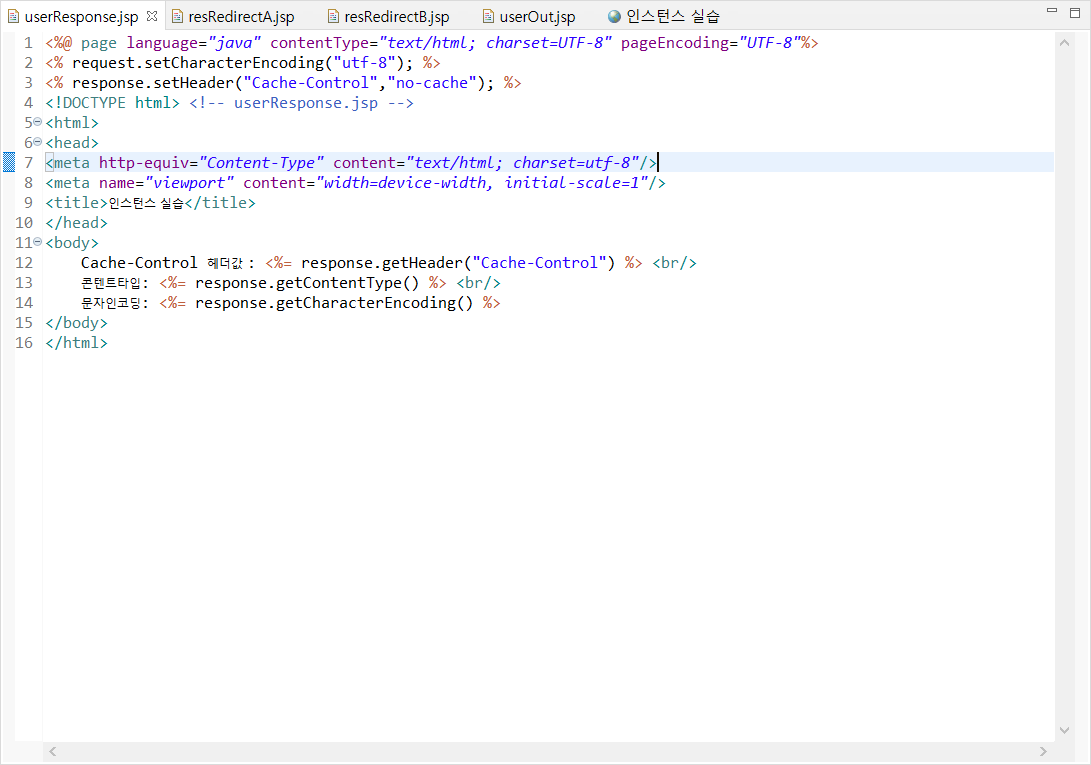 userResponse.jsp resRedirectA.jsp resRedirectB.jsp userOut.jsp 인스턴스 실습
1 <%@ page language="java" contentType="text/html; charset=UTF-8" pageEncoding="UTF-8"%>
2 <% request.setCharacterEncoding("utf-8"); %>
3 <% response.setHeader("Cache-Control","no-cache"); %>
4 <!DOCTYPE html> <!-- userResponse.jsp -->
5 <html>
6 <head>
7 <meta http-equiv="Content-Type" content="text/html; charset=utf-8"/>
8 <meta name="viewport" content="width=device-width, initial-scale=1"/>
9 <title>인스턴스 실습</title>
10 </head>
11 <body>
12 Cache-Control 헤더값 : <%= response.getHeader("Cache-Control") %> <br/>
13 콘텐트타입: <%= response.getContentType() %> <br/>
14 문자인코딩: <%= response.getCharacterEncoding() %>
15 </body>
16 </html>